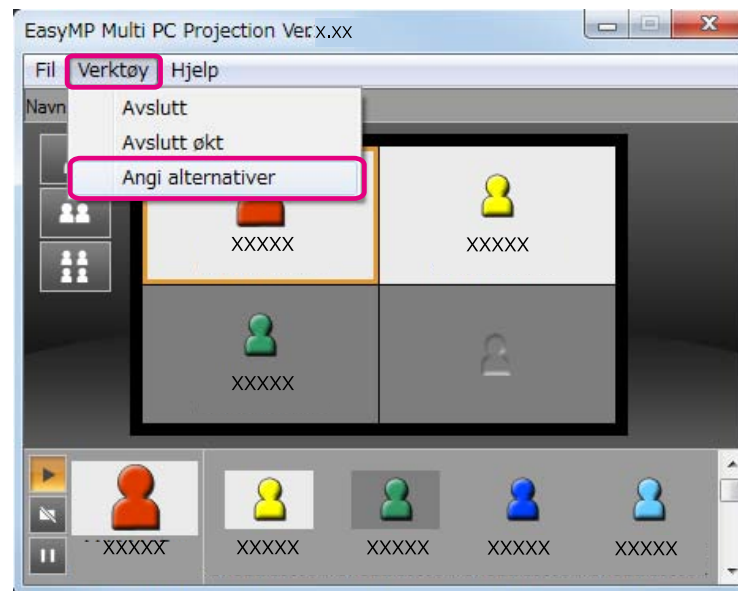 EasyMP Multi PC Projection Ver.x.xx
Fil Verktøy Hjelp
Navn
Avslutt
Avslutt økt
Angi alternativer
XXXXX XXXXX
XXXXX
XXXXX XXXXX XXXXX XXXXX XXXXX